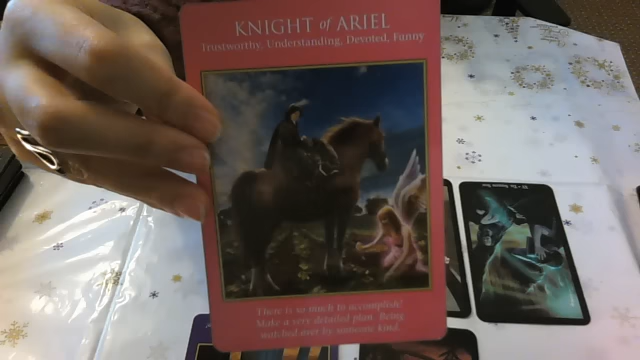 KNIGHT of ARIEL
Trustworthy, Understanding, Devoted, Funny
There is so much to accomplish!
Make a very detailed plan. Being
watched over by someone kind.